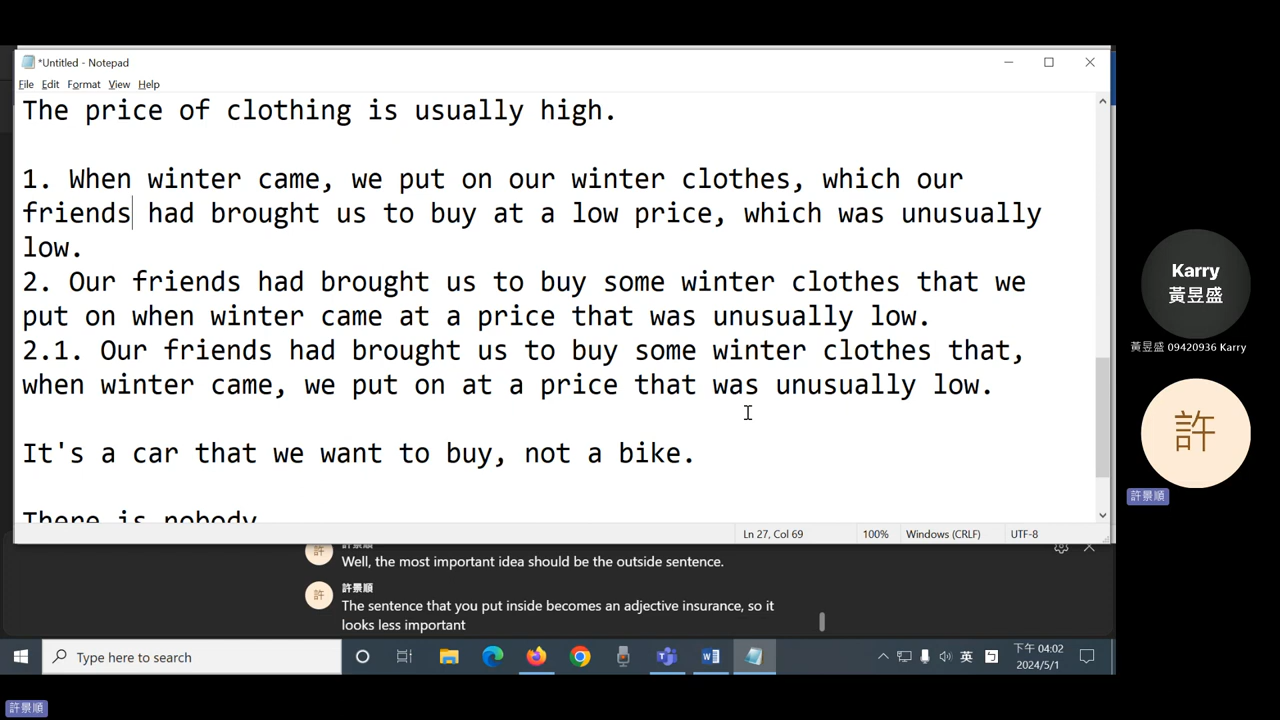 *Untitled - Notepad
File Edit Format View Help
The price of clothing is usually high.
1. When winter came, we put on our winter clothes, which our
friends had brought us to buy at a low price, which was unusually
low.
2. Our friends had brought us to buy some winter clothes that we
put on when winter came at a price that was unusually low.
2.1. Our friends had brought us to buy some winter clothes that,
when winter came, we put on at a price that was unusually low.
It's a car that we want to buy, not a bike.
There is nobody
Ln 27, Col 69 100% Windows (CRLF) UTF-8
許 許景順
Well, the most important idea should be the outside sentence.
許 許景順
The sentence that you put inside becomes an adjective insurance, so it
looks less important
Karry
黃昱盛
黃昱盛 09420936 Karry
許
許景順
Type here to search
英
下午 04:02
2024/5/1
許景順